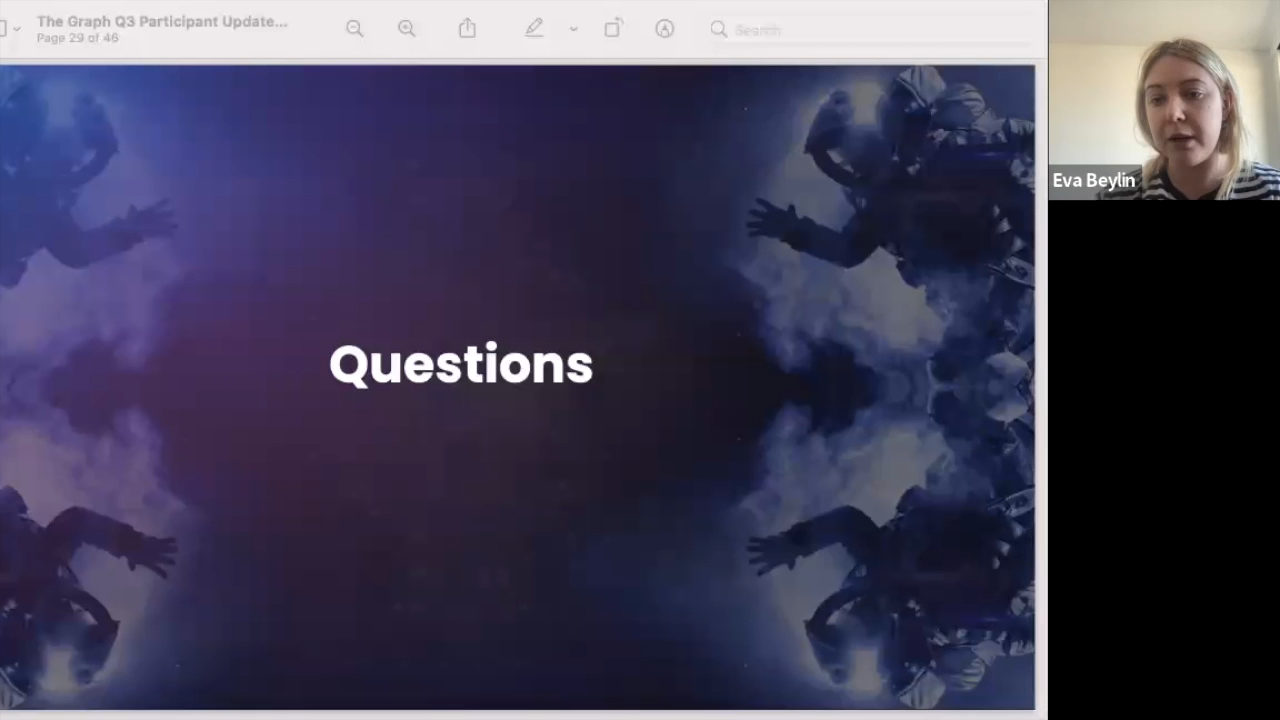 The Graph Q3 Participant Update...
Page 29 of 46
Search
Questions
Eva Beylin